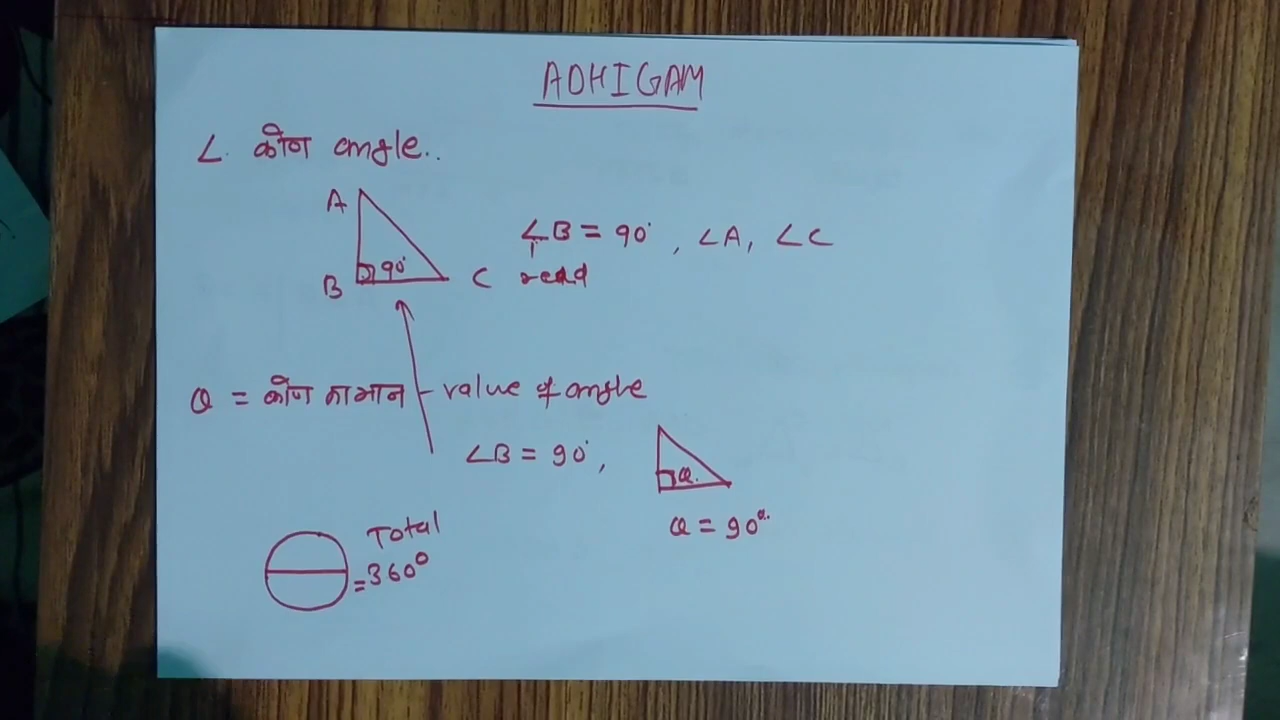 ADHIGAM
∠. कोण angle..
A
∠B = 90°, ∠A, ∠C
90°
B
C
read
Q = कोण का मान - value of angle
∠B = 90°,
Q.
Q = 90°.
Total
= 360°